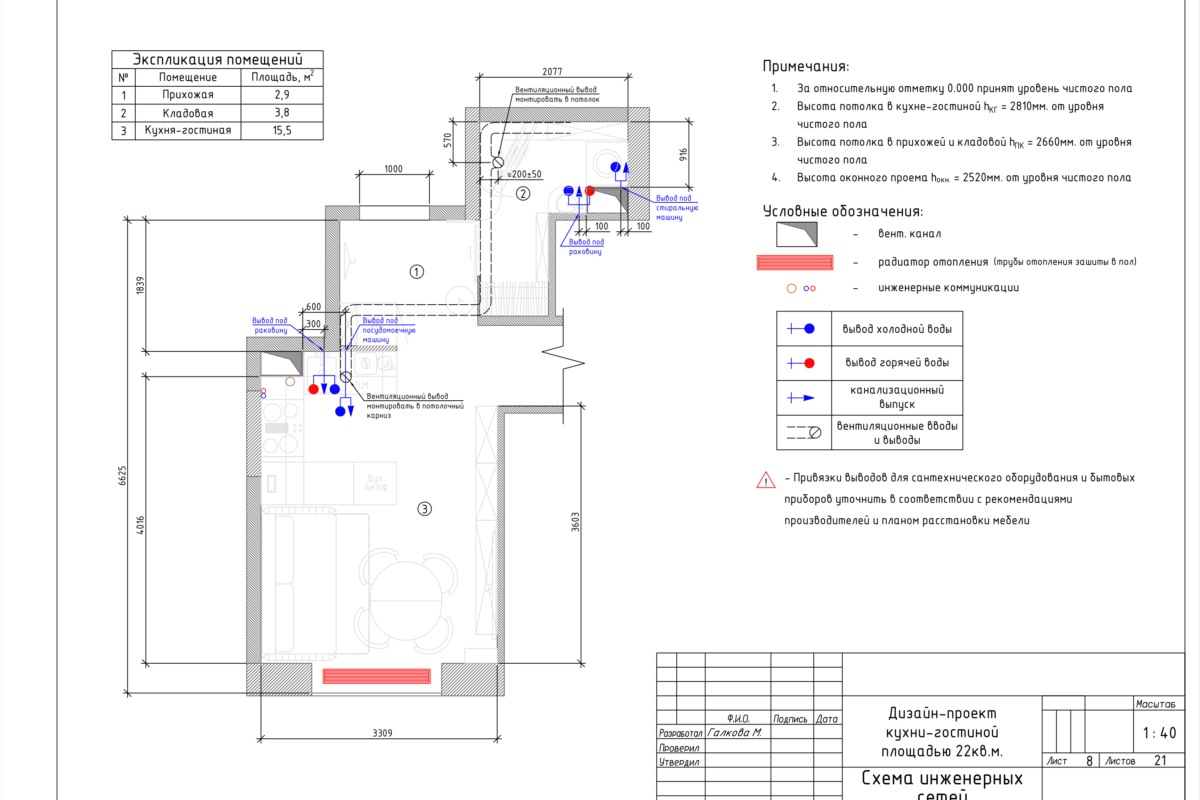 Экспликация помещений
№ Помещение Площадь, м2
1 Прихожая 2,9
2 Кладовая 3,8
3 Кухня-гостиная 15,5
2077
Вентиляционный вывод
монтировать в потолок
570
916
1000
≈200±50
2
Вывод под
стиральную
машину
100
100
Вывод под
раковину
1
1839
600
300
Вывод под
раковину
Вывод под
посудомоечную
машину
Вентиляционный вывод
монтировать в потолочный
карниз
Дух.
шкаф
3
6625
4016
3603
3309
Примечания:
1. За относительную отметку 0.000 принят уровень чистого пола
2. Высота потолка в кухне-гостиной hКГ = 2810мм. от уровня
чистого пола
3. Высота потолка в прихожей и кладовой hПК = 2660мм. от уровня
чистого пола
4. Высота оконного проема hокн. = 2520мм. от уровня чистого пола
Условные обозначения:
- вент. канал
- радиатор отопления (трубы отопления зашиты в пол)
- инженерные коммуникации
вывод холодной воды
вывод горячей воды
канализационный
выпуск
вентиляционные вводы
и выводы
! - Привязки выводов для сантехнического оборудования и бытовых
приборов уточнить в соответствии с рекомендациями
производителей и планом расстановки мебели
Ф.И.О. Подпись Дата
Разработал Галкова М.
Проверил
Утвердил
Дизайн-проект
кухни-гостиной
площадью 22кв.м.
Масштаб
1:40
Лист 8 Листов 21
Схема инженерных
сетей